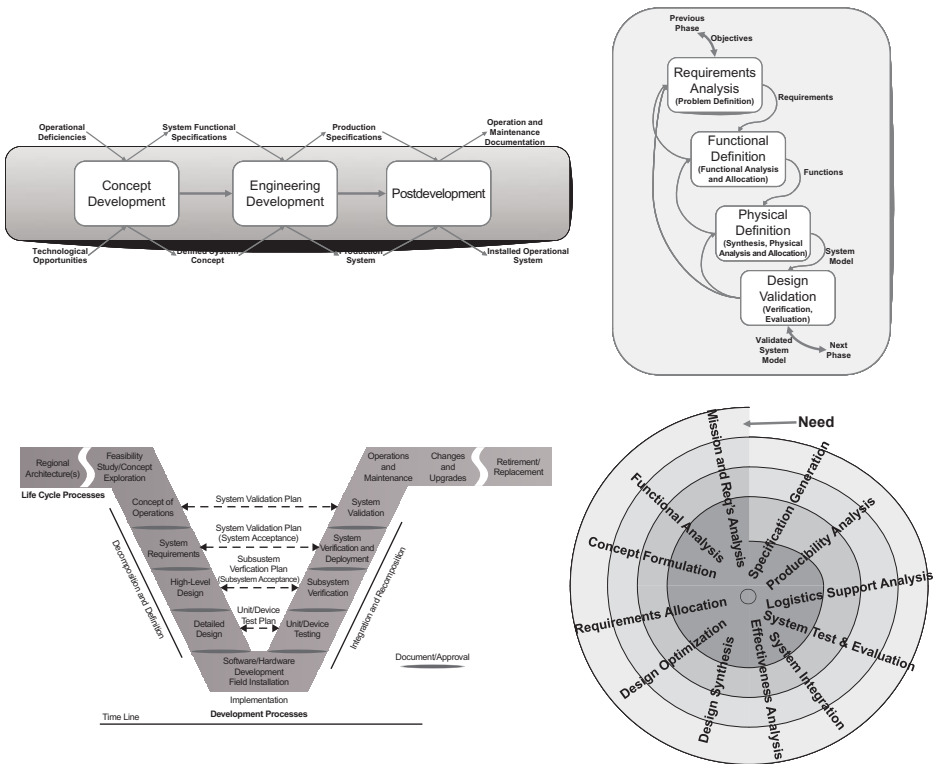 Operational
Deficiencies
System Functional
Specifications
Production
Specifications
Operation and
Maintenance
Documentation
Concept
Development
Engineering
Development
Postdevelopment
Technological
Opportunities
Defined System
Concept
Production
System
Installed Operational
System
Previous
Phase
Objectives
Requirements
Analysis
(Problem Definition)
Requirements
Functional
Definition
(Functional Analysis
and Allocation)
Functions
Physical
Definition
(Synthesis, Physical
Analysis and Allocation)
System
Model
Design
Validation
(Verification,
Evaluation)
Validated
System
Model
Next
Phase
Regional
Architecture(s)
Feasibility
Study/Concept
Exploration
Operations
and
Maintenance
Changes
and
Upgrades
Retirement/
Replacement
Life Cycle Processes
Concept of
Operations
System Validation Plan
System
Validation
System
Requirements
System Validation Plan
(System Acceptance)
System
Verification and
Deployment
High-Level
Design
Subsustem
Verfication Plan
(Subsystem Acceptance)
Subsystem
Verification
Detailed
Design
Unit/Device
Test Plan
Unit/Device
Testing
Decomposition and Definition
Integration and Recomposition
Software/Hardware
Development
Field Installation
Document/Approval
Implementation
Development Processes
Time Line
Need
Mission and Req's Analysis
Specification Generation
Producibility Analysis
Logistics Support Analysis
System Test & Evaluation
System Integration
Effectiveness Analysis
Design Synthesis
Design Optimization
Requirements Allocation
Concept Formulation
Functional Analysis